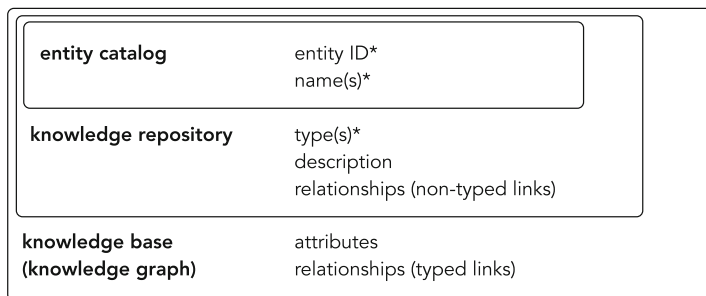 entity catalog entity ID*
name(s)*
knowledge repository type(s)*
description
relationships (non-typed links)
knowledge base attributes
(knowledge graph) relationships (typed links)